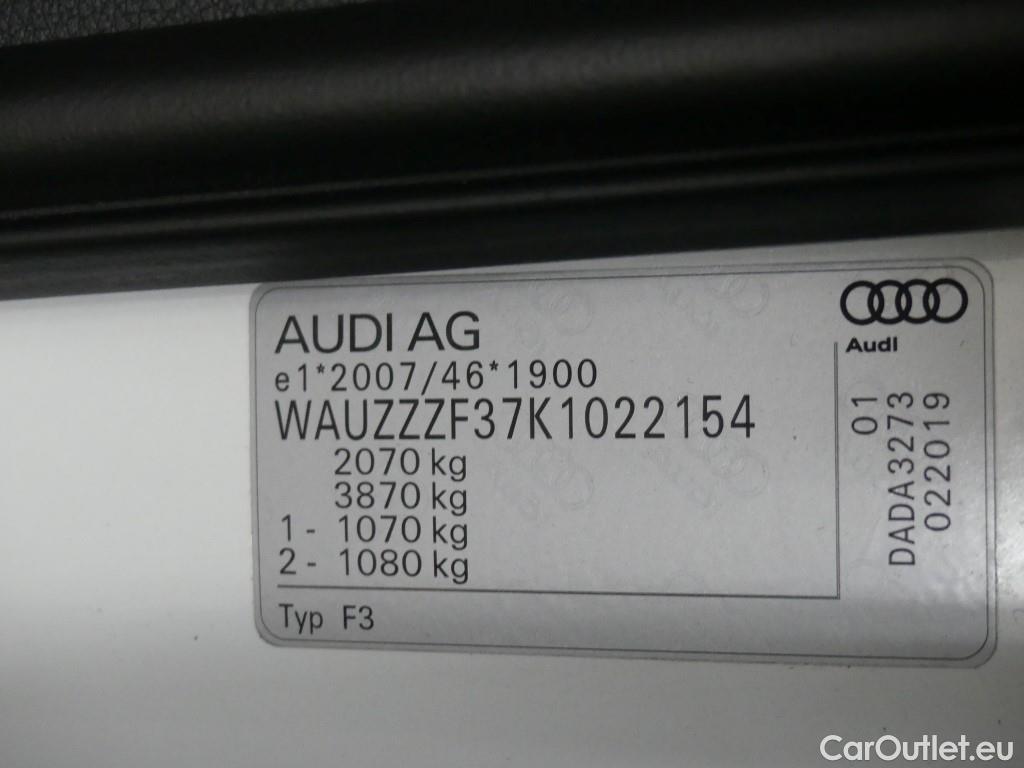 AUDI AG
e1*2007/46*1900
WAUZZZF37K1022154
2070 kg
3870 kg
1- 1070 kg
2- 1080 kg
Typ F3
Audi
01
DADA3273
022019
CarOutlet.eu